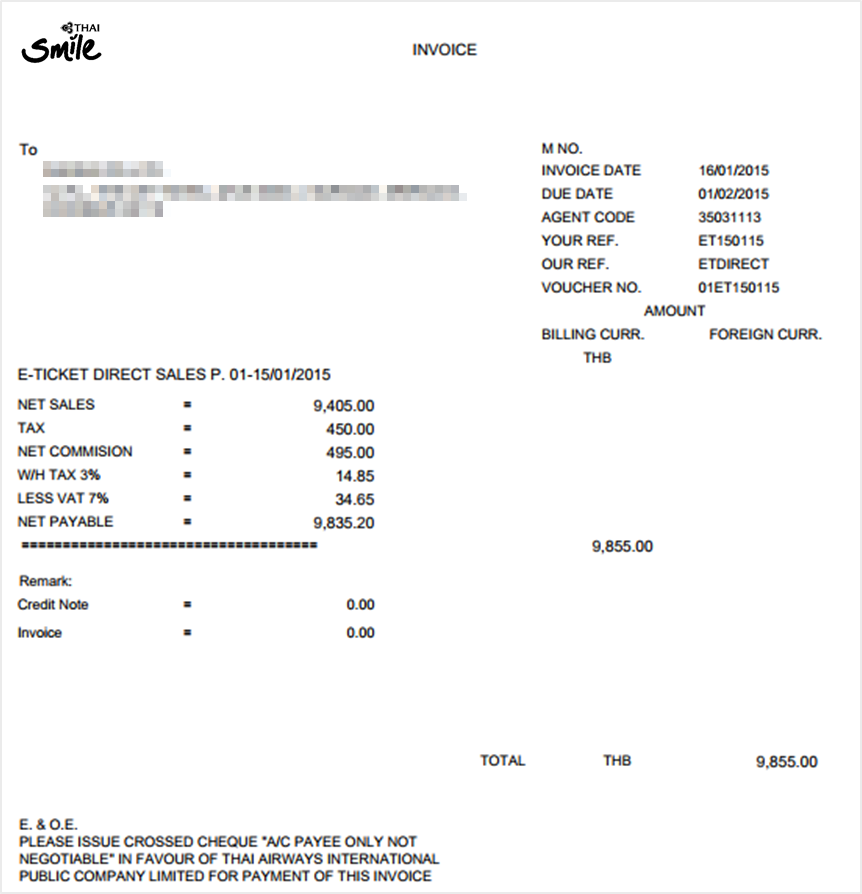 THAI
Smile
INVOICE
To
M NO.
INVOICE DATE 16/01/2015
DUE DATE 01/02/2015
AGENT CODE 35031113
YOUR REF. ET150115
OUR REF. ETDIRECT
VOUCHER NO. 01ET150115
AMOUNT
BILLING CURR. FOREIGN CURR.
THB
E-TICKET DIRECT SALES P. 01-15/01/2015
NET SALES = 9,405.00
TAX = 450.00
NET COMMISION = 495.00
W/H TAX 3% = 14.85
LESS VAT 7% = 34.65
NET PAYABLE = 9,835.20
==================================== 9,855.00
Remark:
Credit Note = 0.00
Invoice = 0.00
TOTAL THB 9,855.00
E. & O.E.
PLEASE ISSUE CROSSED CHEQUE "A/C PAYEE ONLY NOT
NEGOTIABLE" IN FAVOUR OF THAI AIRWAYS INTERNATIONAL
PUBLIC COMPANY LIMITED FOR PAYMENT OF THIS INVOICE